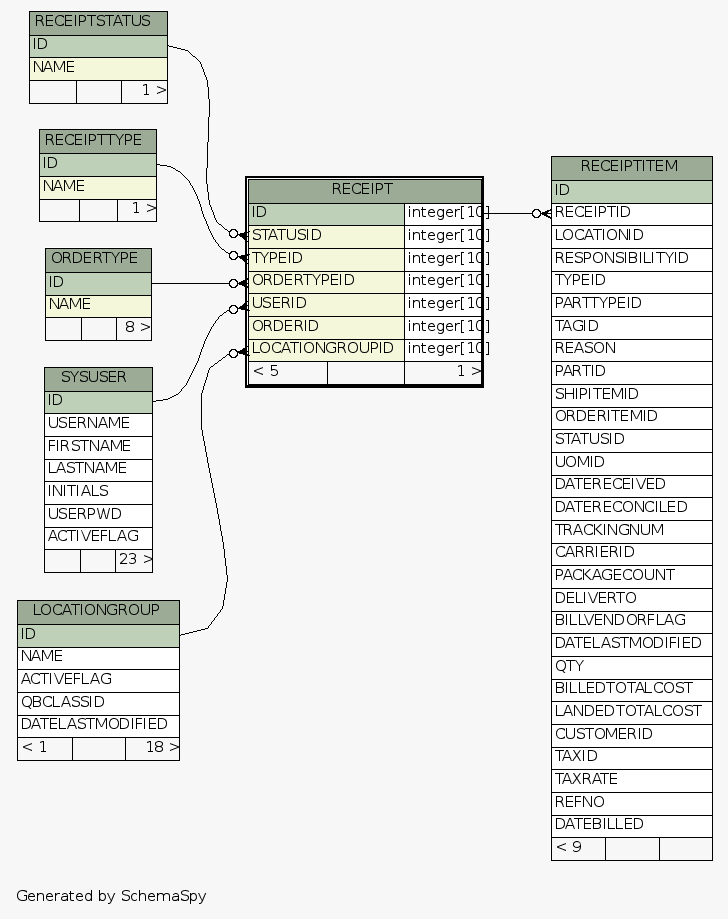 RECEIPTSTATUS
ID
NAME
1 >
RECEIPTTYPE
ID
NAME
1 >
ORDERTYPE
ID
NAME
8 >
SYSUSER
ID
USERNAME
FIRSTNAME
LASTNAME
INITIALS
USERPWD
ACTIVEFLAG
23 >
LOCATIONGROUP
ID
NAME
ACTIVEFLAG
QBCLASSID
DATELASTMODIFIED
< 1 18 >
RECEIPT
ID integer[10]
STATUSID integer[10]
TYPEID integer[10]
ORDERTYPEID integer[10]
USERID integer[10]
ORDERID integer[10]
LOCATIONGROUPID integer[10]
< 5 1 >
RECEIPTITEM
ID
RECEIPTID
LOCATIONID
RESPONSIBILITYID
TYPEID
PARTTYPEID
TAGID
REASON
PARTID
SHIPITEMID
ORDERITEMID
STATUSID
UOMID
DATERECEIVED
DATERECONCILED
TRACKINGNUM
CARRIERID
PACKAGECOUNT
DELIVERTO
BILLVENDORFLAG
DATELASTMODIFIED
QTY
BILLEDTOTALCOST
LANDEDTOTALCOST
CUSTOMERID
TAXID
TAXRATE
REFNO
DATEBILLED
< 9
Generated by SchemaSpy